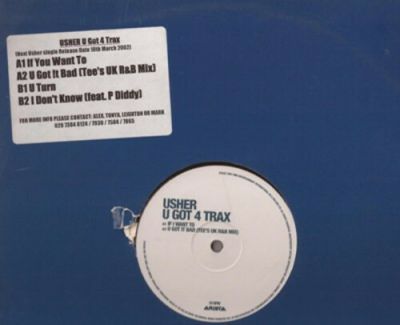 USHER U Got 4 Trax
(Next Usher single Release Date 18th March 2002)
A1 If You Want To
A2 U Got It Bad (Tee's UK R&B Mix)
B1 U Turn
B2 I Don't Know (feat. P Diddy)
FOR MORE INFO PLEASE CONTACT: ALEX, TONYA, LEIGHTON OR MARK
USHER
U GOT 4 TRAX
A1 IF I WANT TO
A2 U GOT IT BAD (TEE'S UK R&B MIX)
ARISTA